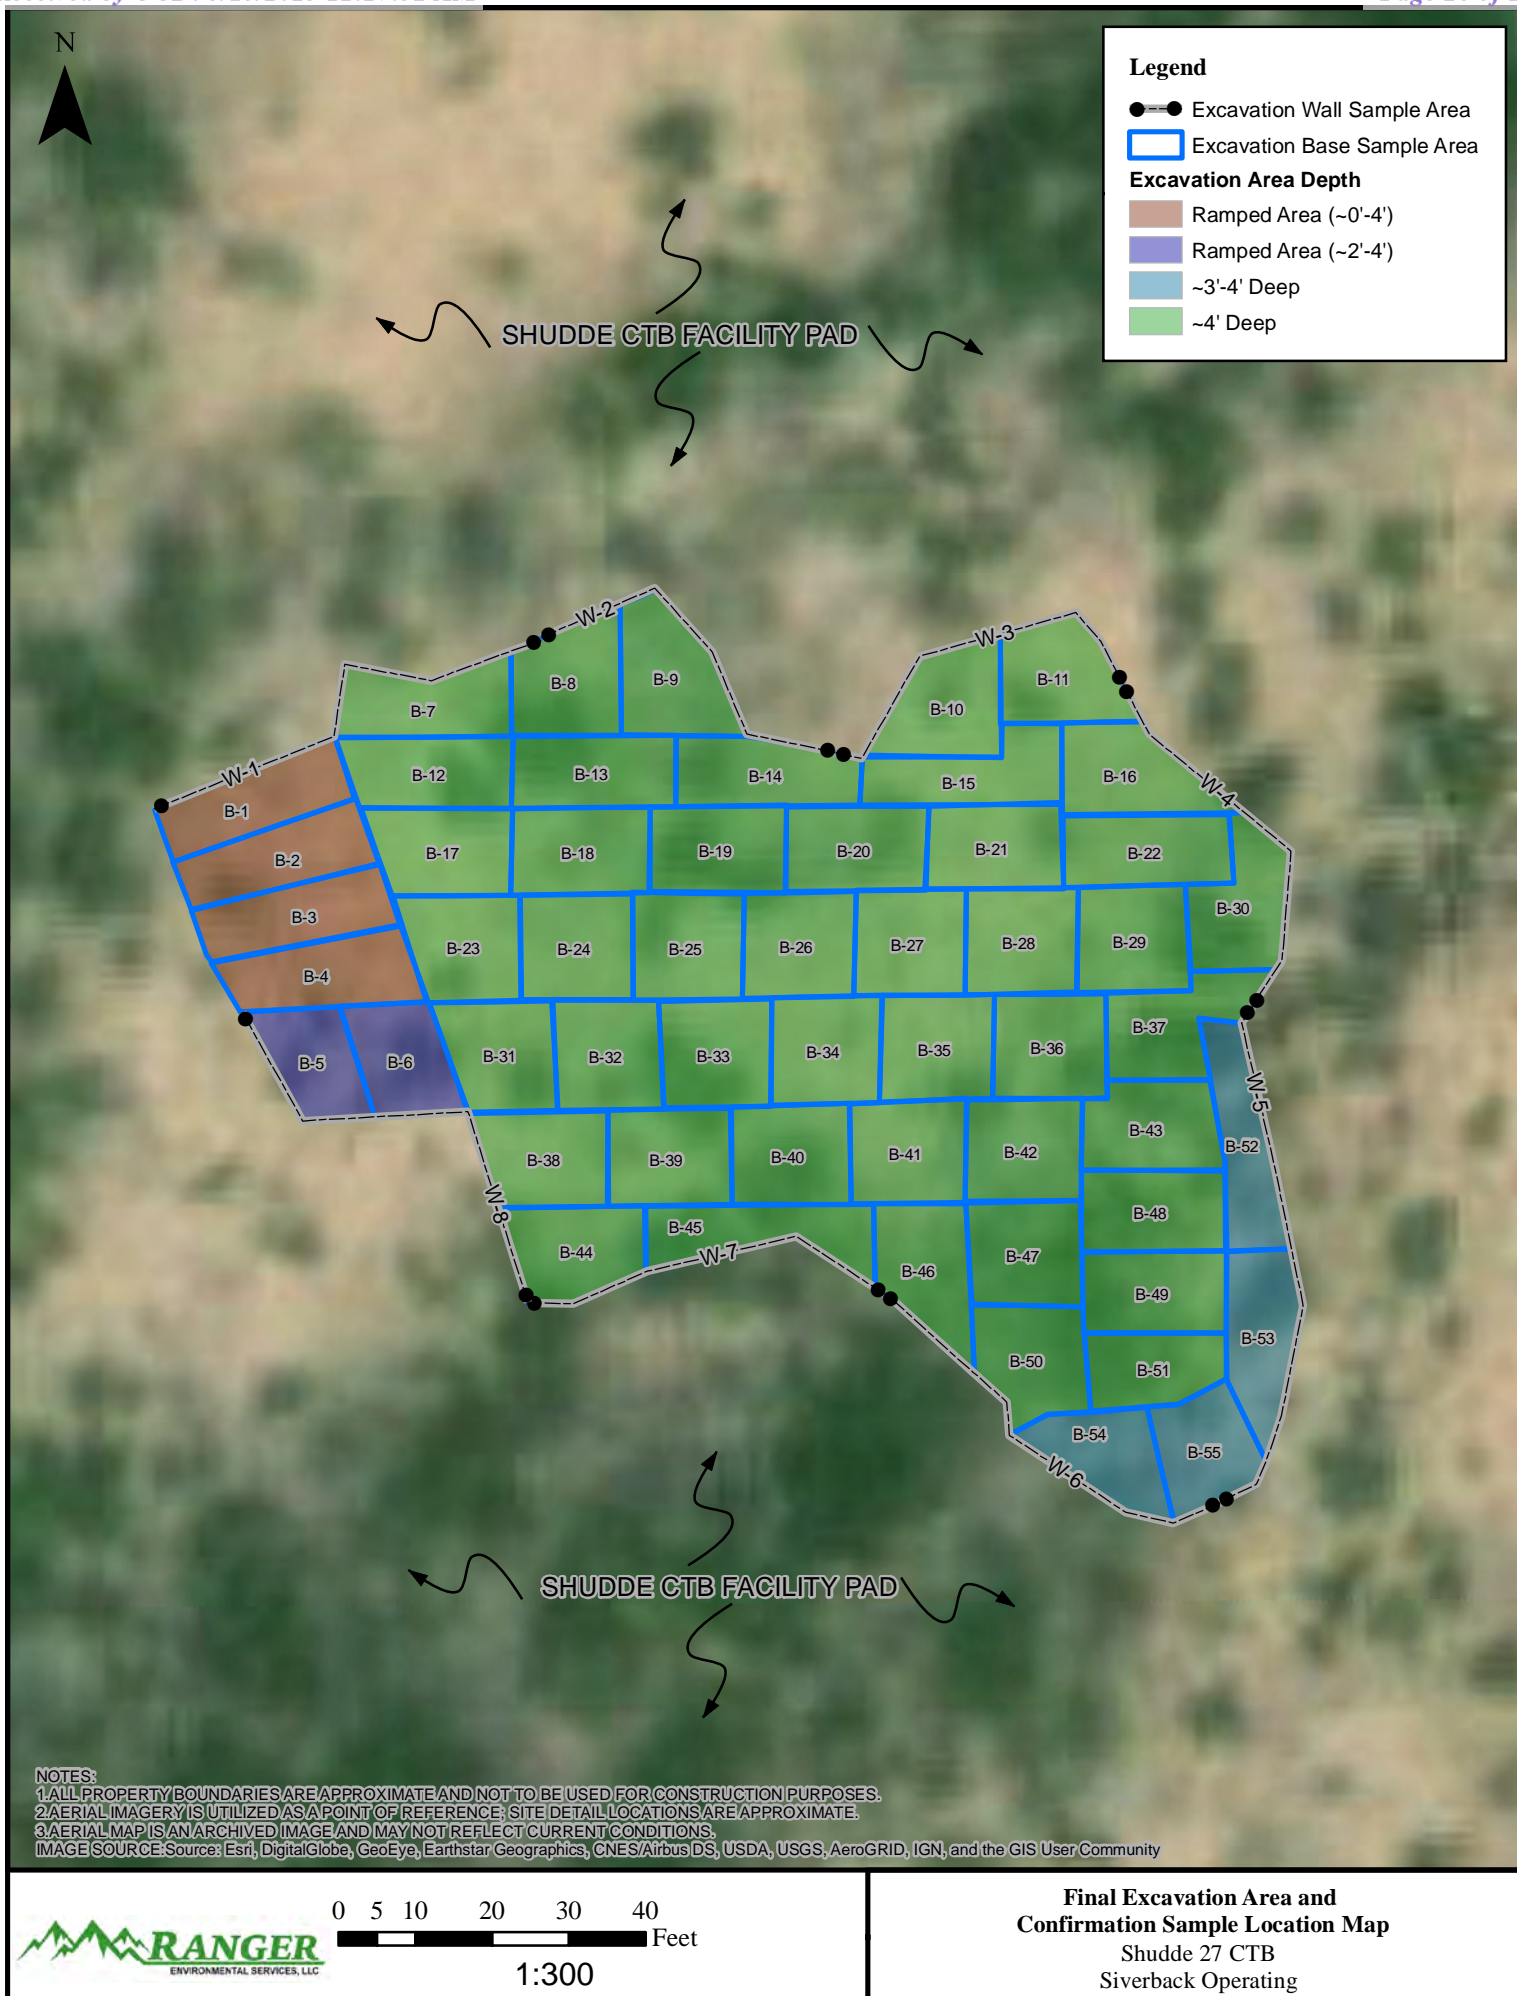 N
Legend
Excavation Wall Sample Area
Excavation Base Sample Area
Excavation Area Depth
Ramped Area (~0'-4')
Ramped Area (~2'-4')
~3'-4' Deep
~4' Deep
SHUDDE CTB FACILITY PAD
W-2
W-3
B-8
B-9
B-11
B-7
B-10
W-1
B-12
B-13
B-14
B-15
B-16
W-4
B-1
B-2
B-17
B-18
B-19
B-20
B-21
B-22
B-3
B-30
B-23
B-24
B-25
B-26
B-27
B-28
B-29
B-4
B-37
B-5
B-6
B-31
B-32
B-33
B-34
B-35
B-36
W-5
B-38
B-39
B-40
B-41
B-42
B-43
B-52
W-8
B-44
B-45
W-7
B-46
B-47
B-48
B-49
B-53
B-50
B-51
B-54
B-55
W-6
SHUDDE CTB FACILITY PAD
NOTES:
1.ALL PROPERTY BOUNDARIES ARE APPROXIMATE AND NOT TO BE USED FOR CONSTRUCTION PURPOSES.
2.AERIAL IMAGERY IS UTILIZED AS A POINT OF REFERENCE; SITE DETAIL LOCATIONS ARE APPROXIMATE.
3.AERIAL MAP IS AN ARCHIVED IMAGE AND MAY NOT REFLECT CURRENT CONDITIONS.
IMAGE SOURCE:Source: Esri, DigitalGlobe, GeoEye, Earthstar Geographics, CNES/Airbus DS, USDA, USGS, AeroGRID, IGN, and the GIS User Community
RANGER
ENVIRONMENTAL SERVICES, LLC
0 5 10 20 30 40
Feet
1:300
Final Excavation Area and
Confirmation Sample Location Map
Shudde 27 CTB
Siverback Operating